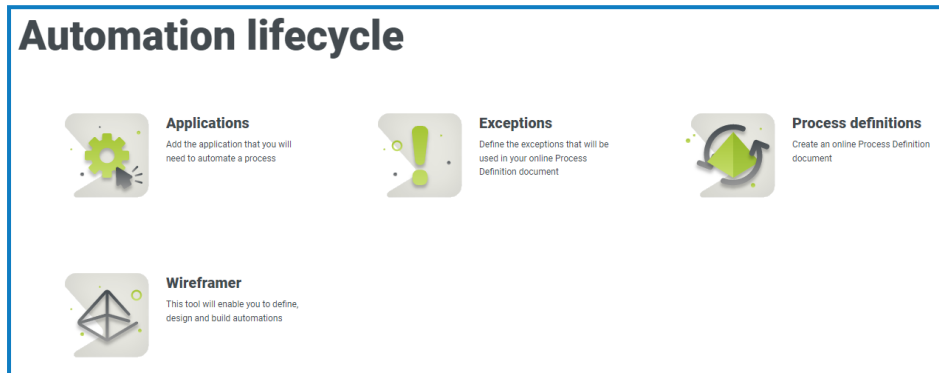 Automation lifecycle
Applications
Add the application that you will
need to automate a process
Exceptions
Define the exceptions that will be
used in your online Process
Definition document
Process definitions
Create an online Process Definition
document
Wireframer
This tool will enable you to define,
design and build automations